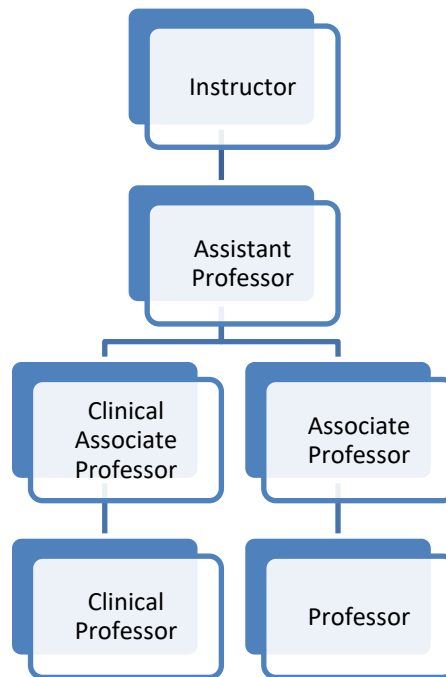 Instructor
Assistant
Professor
Clinical
Associate
Professor
Associate
Professor
Clinical
Professor
Professor